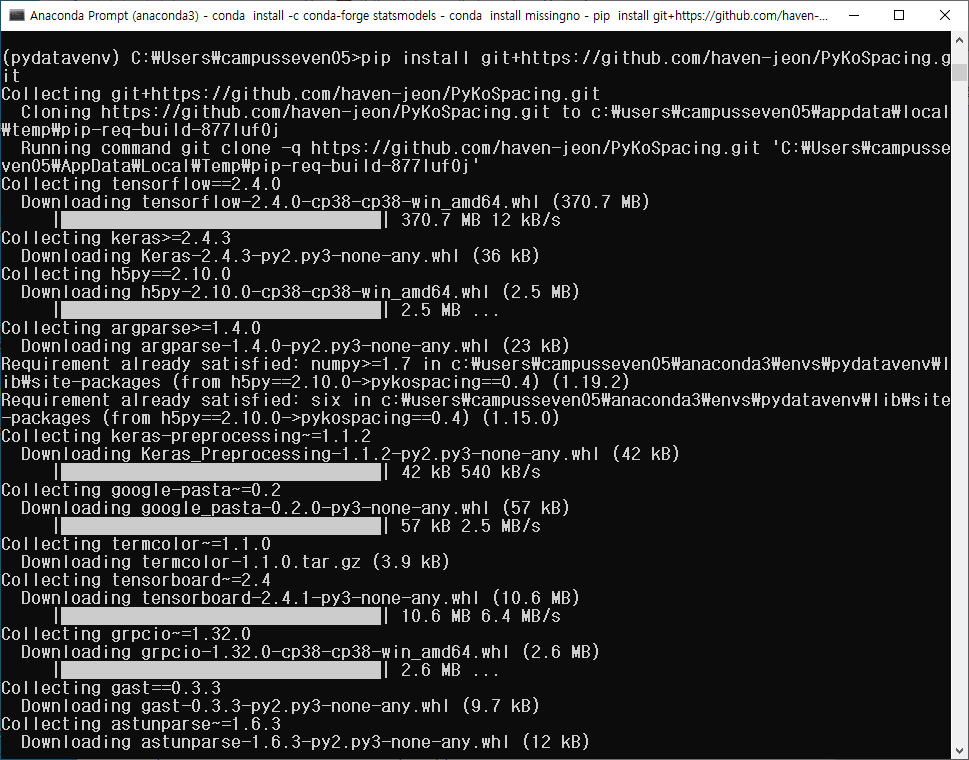 Anaconda Prompt (anaconda3) - conda  install -c conda-forge statsmodels - conda  install missingno - pip  install git+https://github.com/haven-...
(pydatavenv) C:₩Users₩campusseven05>pip install git+https://github.com/haven-jeon/PyKoSpacing.g
it
Collecting git+https://github.com/haven-jeon/PyKoSpacing.git
  Cloning https://github.com/haven-jeon/PyKoSpacing.git to c:₩users₩campusseven05₩appdata₩local
₩temp₩pip-req-build-877luf0j
  Running command git clone -q https://github.com/haven-jeon/PyKoSpacing.git 'C:₩Users₩campusse
ven05₩AppData₩Local₩Temp₩pip-req-build-877luf0j'
Collecting tensorflow==2.4.0
  Downloading tensorflow-2.4.0-cp38-cp38-win_amd64.whl (370.7 MB)
     |████████████████████████████████| 370.7 MB 12 kB/s
Collecting keras>=2.4.3
  Downloading Keras-2.4.3-py2.py3-none-any.whl (36 kB)
Collecting h5py==2.10.0
  Downloading h5py-2.10.0-cp38-cp38-win_amd64.whl (2.5 MB)
     |████████████████████████████████| 2.5 MB ...
Collecting argparse>=1.4.0
  Downloading argparse-1.4.0-py2.py3-none-any.whl (23 kB)
Requirement already satisfied: numpy>=1.7 in c:₩users₩campusseven05₩anaconda3₩envs₩pydatavenv₩l
ib₩site-packages (from h5py==2.10.0->pykospacing==0.4) (1.19.2)
Requirement already satisfied: six in c:₩users₩campusseven05₩anaconda3₩envs₩pydatavenv₩lib₩site
-packages (from h5py==2.10.0->pykospacing==0.4) (1.15.0)
Collecting keras-preprocessing~=1.1.2
  Downloading Keras_Preprocessing-1.1.2-py2.py3-none-any.whl (42 kB)
     |████████████████████████████████| 42 kB 540 kB/s
Collecting google-pasta~=0.2
  Downloading google_pasta-0.2.0-py3-none-any.whl (57 kB)
     |████████████████████████████████| 57 kB 2.5 MB/s
Collecting termcolor~=1.1.0
  Downloading termcolor-1.1.0.tar.gz (3.9 kB)
Collecting tensorboard~=2.4
  Downloading tensorboard-2.4.1-py3-none-any.whl (10.6 MB)
     |████████████████████████████████| 10.6 MB 6.4 MB/s
Collecting grpcio~=1.32.0
  Downloading grpcio-1.32.0-cp38-cp38-win_amd64.whl (2.6 MB)
     |████████████████████████████████| 2.6 MB ...
Collecting gast==0.3.3
  Downloading gast-0.3.3-py2.py3-none-any.whl (9.7 kB)
Collecting astunparse~=1.6.3
  Downloading astunparse-1.6.3-py2.py3-none-any.whl (12 kB)